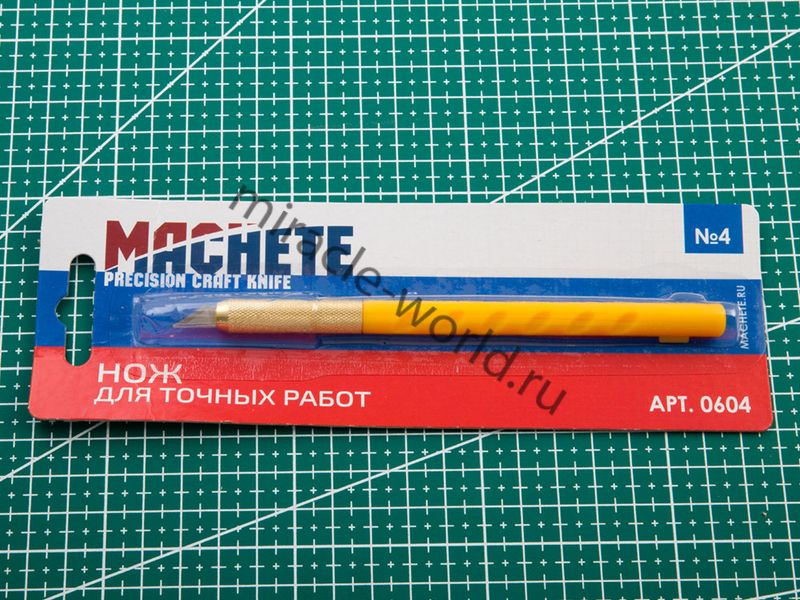 MACHETE
PRECISION CRAFT KNIFE
№4
MACHETE.RU
miracle-world.ru
НОЖ
ДЛЯ ТОЧНЫХ РАБОТ
АРТ. 0604